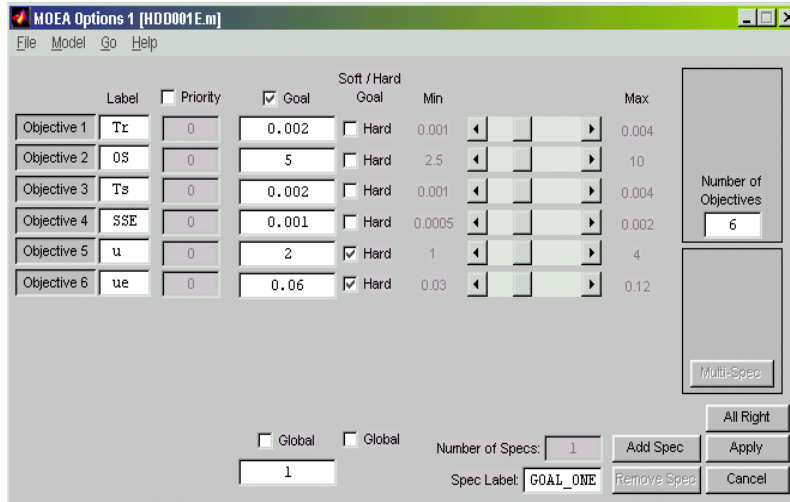 MOEA Options 1 [HDD001E.m]
File Model Go Help
Soft / Hard
Label Priority Goal Goal Min Max
Objective 1 Tr 0 0.002 Hard 0.001 0.004
Objective 2 OS 0 5 Hard 2.5 10
Objective 3 Ts 0 0.002 Hard 0.001 0.004
Objective 4 SSE 0 0.001 Hard 0.0005 0.002
Objective 5 u 0 2 Hard 1 4
Objective 6 ue 0 0.06 Hard 0.03 0.12
Number of
Objectives
6
Multi-Spec
All Right
Global Global Number of Specs: 1 Add Spec Apply
1 Spec Label: GOAL_ONE Remove Spec Cancel